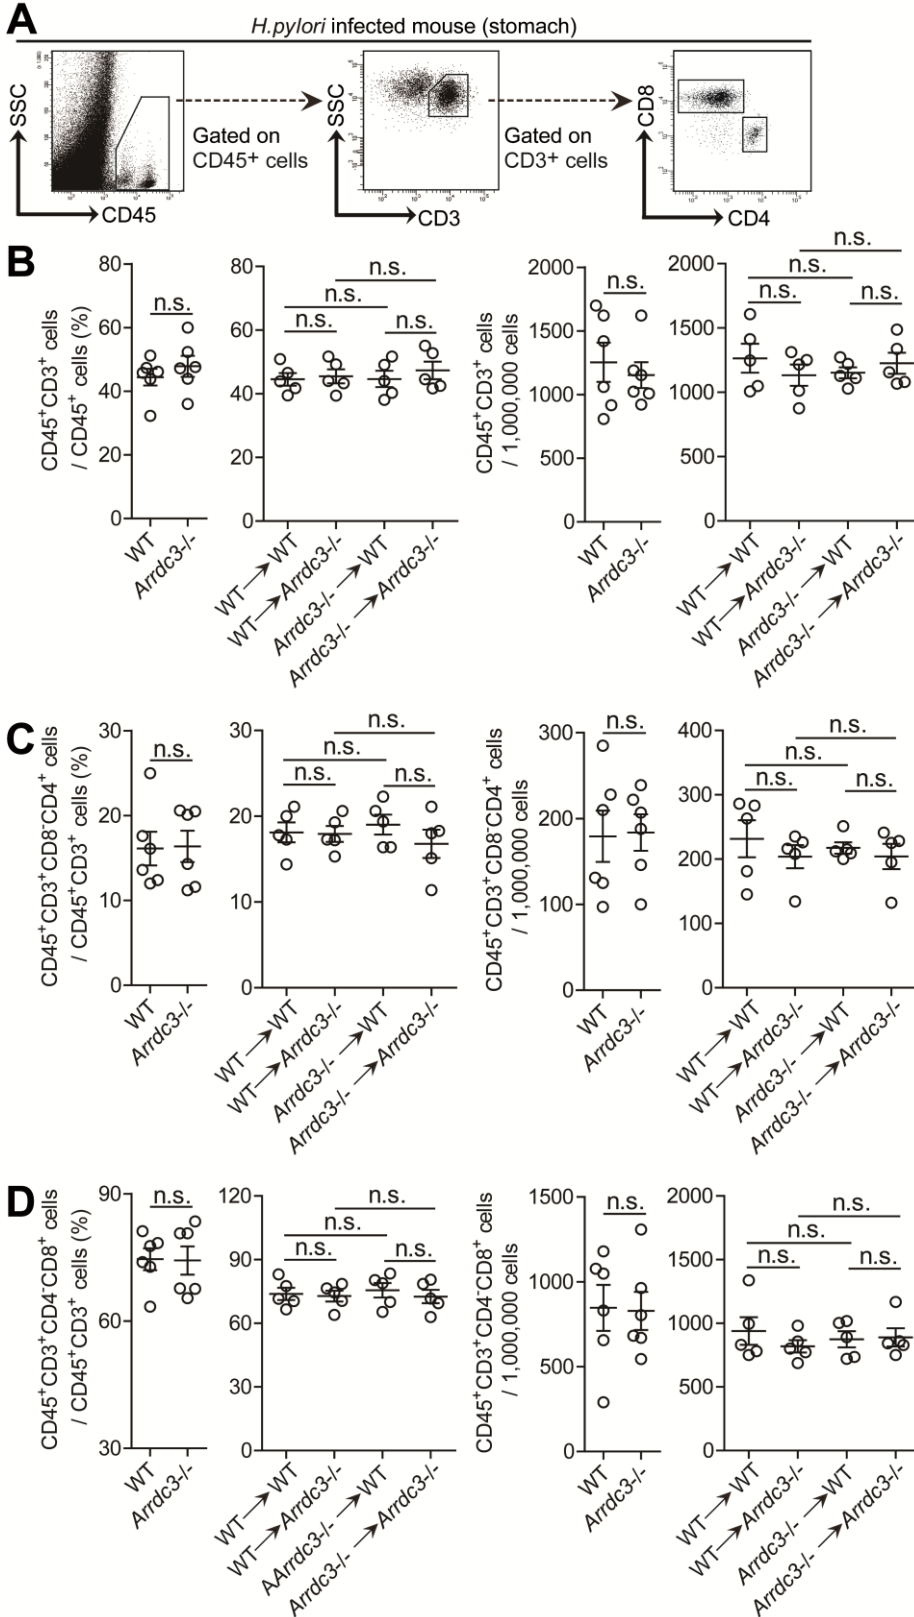 A
H.pylori infected mouse (stomach)
SSC
CD45
Gated on
CD45+ cells
SSC
CD3
Gated on
CD3+ cells
CD8
CD4
B
CD45+CD3+ cells
/ CD45+ cells (%)
80
60
40
20
0
n.s.
WT
Arrdc3-/-
80
60
40
20
0
n.s.
n.s.
n.s.
n.s.
WT→WT
WT→Arrdc3-/-
Arrdc3-/-→WT
Arrdc3-/-→Arrdc3-/-
CD45+CD3+ cells
/ 1,000,000 cells
2000
1500
1000
500
0
n.s.
WT
Arrdc3-/-
2000
1500
1000
500
0
n.s.
n.s.
n.s.
n.s.
WT→WT
WT→Arrdc3-/-
Arrdc3-/-→WT
Arrdc3-/-→Arrdc3-/-
C
CD45+CD3+CD8-CD4+ cells
/ CD45+CD3+ cells (%)
30
20
10
0
n.s.
WT
Arrdc3-/-
30
20
10
0
n.s.
n.s.
n.s.
n.s.
WT→WT
WT→Arrdc3-/-
Arrdc3-/-→WT
Arrdc3-/-→Arrdc3-/-
CD45+CD3+CD8-CD4+ cells
/ 1,000,000 cells
300
200
100
0
n.s.
WT
Arrdc3-/-
400
300
200
100
0
n.s.
n.s.
n.s.
n.s.
WT→WT
WT→Arrdc3-/-
Arrdc3-/-→WT
Arrdc3-/-→Arrdc3-/-
D
CD45+CD3+CD4-CD8+ cells
/ CD45+CD3+ cells (%)
90
60
30
n.s.
WT
Arrdc3-/-
120
90
60
30
0
n.s.
n.s.
n.s.
n.s.
WT→WT
WT→Arrdc3-/-
AArrdc3-/-→WT
Arrdc3-/-→Arrdc3-/-
CD45+CD3+CD4-CD8+ cells
/ 1,000,000 cells
1500
1000
500
0
n.s.
WT
Arrdc3-/-
2000
1500
1000
500
0
n.s.
n.s.
n.s.
n.s.
WT→WT
WT→Arrdc3-/-
Arrdc3-/-→WT
Arrdc3-/-→Arrdc3-/-